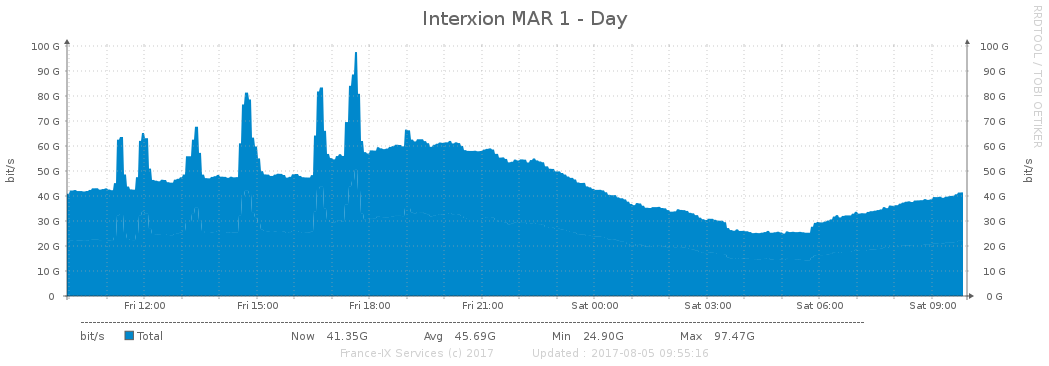 Interxion MAR 1 - Day
RRDTOOL / TOBI OETIKER
bit/s
100 G
90 G
80 G
70 G
60 G
50 G
40 G
30 G
20 G
10 G
0
100 G
90 G
80 G
70 G
60 G
50 G
40 G
30 G
20 G
10 G
0 G
bit/s
Fri 12:00 Fri 15:00 Fri 18:00 Fri 21:00 Sat 00:00 Sat 03:00 Sat 06:00 Sat 09:00
bit/s Total Now 41.35G Avg 45.69G Min 24.90G Max 97.47G
France-IX Services (c) 2017 Updated : 2017-08-05 09:55:16